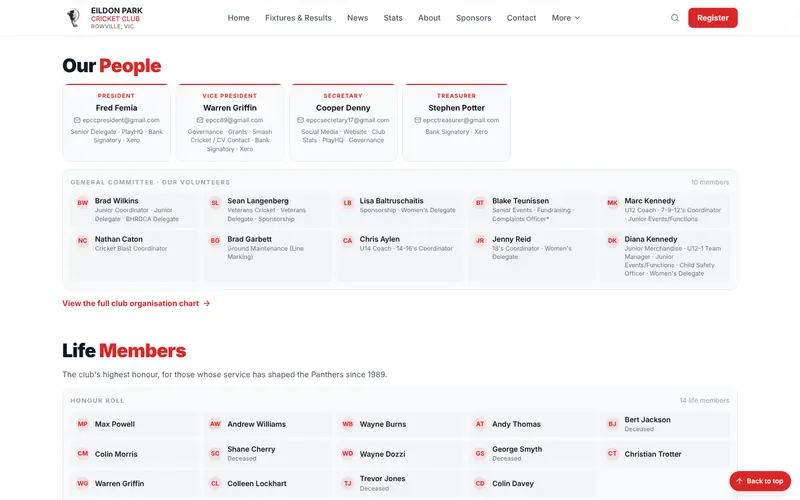 EILDON PARK
CRICKET CLUB
ROWVILLE, VIC
Home
Fixtures & Results
News
Stats
About
Sponsors
Contact
More
Register
Our People
PRESIDENT
Fred Femia
epccpresident@gmail.com
Senior Delegate · PlayHQ · Bank
Signatory · Xero
VICE PRESIDENT
Warren Griffin
epcc89@gmail.com
Governance · Grants · Smash
Cricket / CV Contact · Bank
Signatory · Xero
SECRETARY
Cooper Denny
epccsecretary17@gmail.com
Social Media · Website · Club
Stats · PlayHQ · Governance
TREASURER
Stephen Potter
epcctreasurer@gmail.com
Bank Signatory · Xero
GENERAL COMMITTEE · OUR VOLUNTEERS
10 members
BW
Brad Wilkins
Junior Coordinator · Junior
Delegate · BHRDCA Delegate
SL
Sean Langenberg
Veterans Cricket · Veterans
Delegate · Sponsorship
LB
Lisa Baltruschaitis
Sponsorship · Women's Delegate
BT
Blake Teunissen
Senior Events · Fundraising ·
Complaints Officer*
MK
Marc Kennedy
U12 Coach · 7-9-12's Coordinator
· Junior Events/Functions
NC
Nathan Caton
Cricket Blast Coordinator
BG
Brad Garbett
Ground Maintenance (Line
Marking)
CA
Chris Aylen
U14 Coach · 14-16's Coordinator
JR
Jenny Reid
18's Coordinator · Women's
Delegate
DK
Diana Kennedy
Junior Merchandise · U12-1 Team
Manager · Junior
Events/Functions · Child Safety
Officer · Women's Delegate
View the full club organisation chart →
Life Members
The club's highest honour, for those whose service has shaped the Panthers since 1989.
HONOUR ROLL
14 life members
MP
Max Powell
AW
Andrew Williams
WB
Wayne Burns
AT
Andy Thomas
BJ
Bert Jackson
Deceased
CM
Colin Morris
SC
Shane Cherry
Deceased
WD
Wayne Dozzi
GS
George Smyth
Deceased
CT
Christian Trotter
WG
Warren Griffin
CL
Colleen Lockhart
TJ
Trevor Jones
Deceased
CD
Colin Davey
Back to top